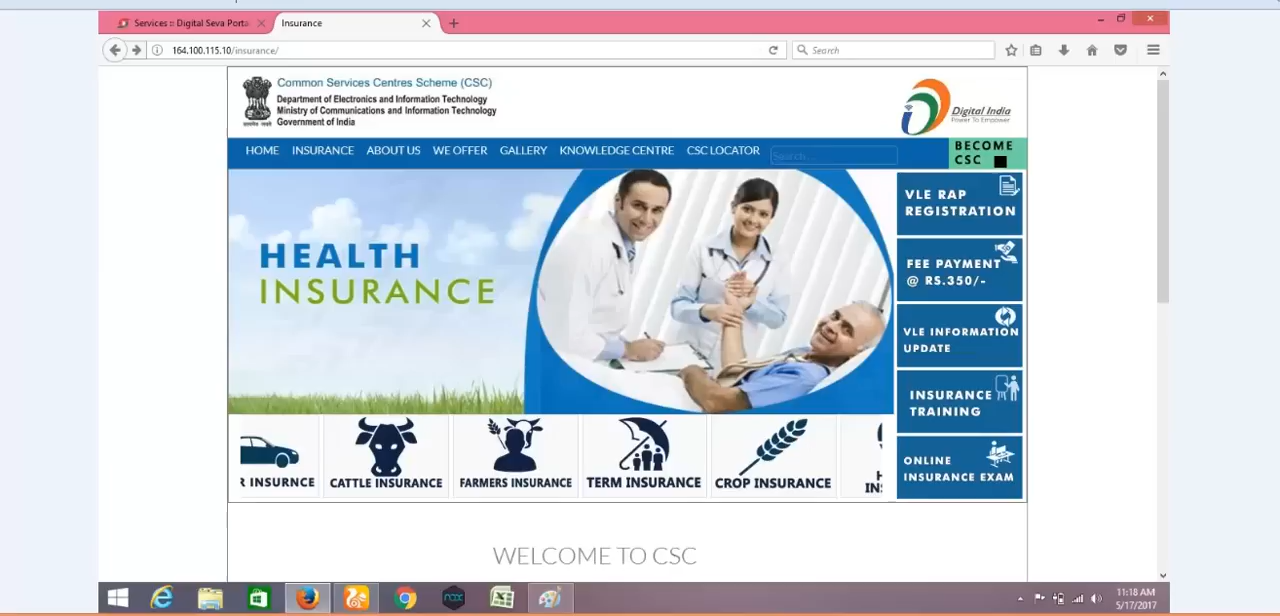 Services :: Digital Seva Porta
Insurance
164.100.115.10/insurance/
Search
Common Services Centres Scheme (CSC)
Department of Electronics and Information Technology
Ministry of Communications and Information Technology
Government of India
Digital India
Power To Empower
HOME INSURANCE ABOUT US WE OFFER GALLERY KNOWLEDGE CENTRE CSC LOCATOR
Search...
BECOME
CSC
HEALTH
INSURANCE
VLE RAP
REGISTRATION
FEE PAYMENT
@ RS.350/-
VLE INFORMATION
UPDATE
INSURANCE
TRAINING
ONLINE
INSURANCE EXAM
R INSURNCE
CATTLE INSURANCE
FARMERS INSURANCE
TERM INSURANCE
CROP INSURANCE
WELCOME TO CSC
11:18 AM
5/17/2017